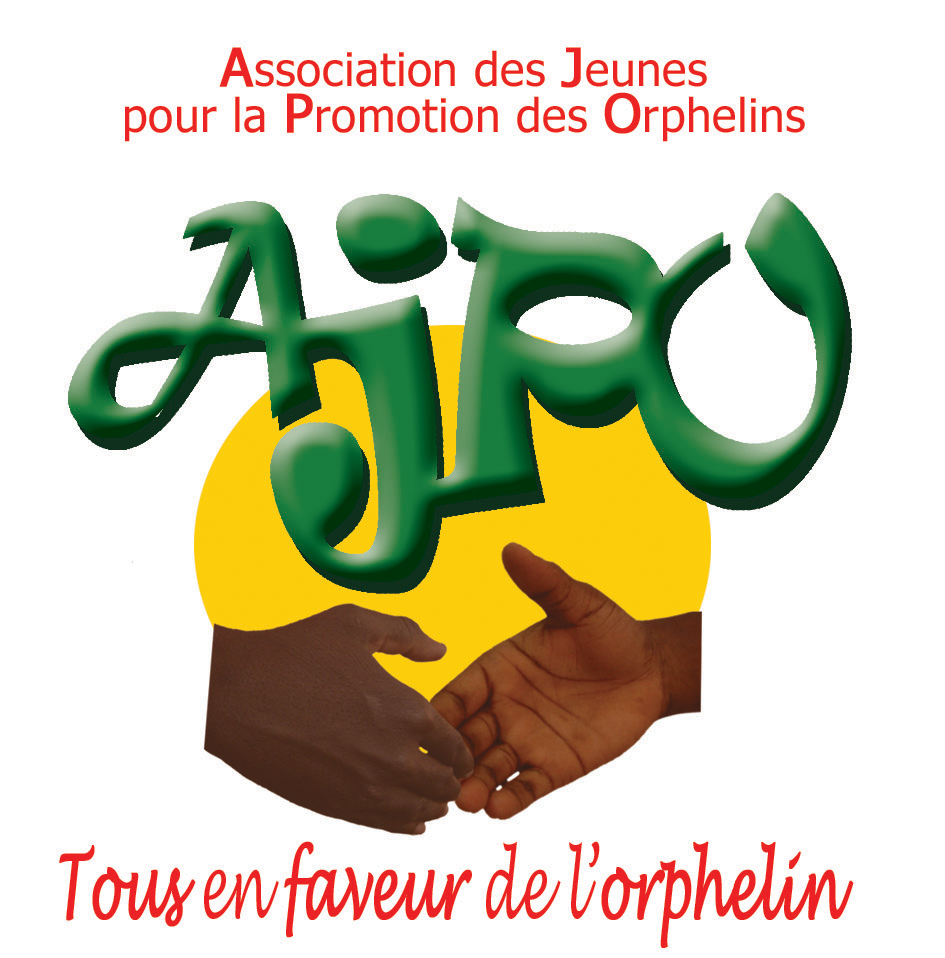 Association des Jeunes
pour la Promotion des Orphelins
AJPO
Tous en faveur de l'orphelin